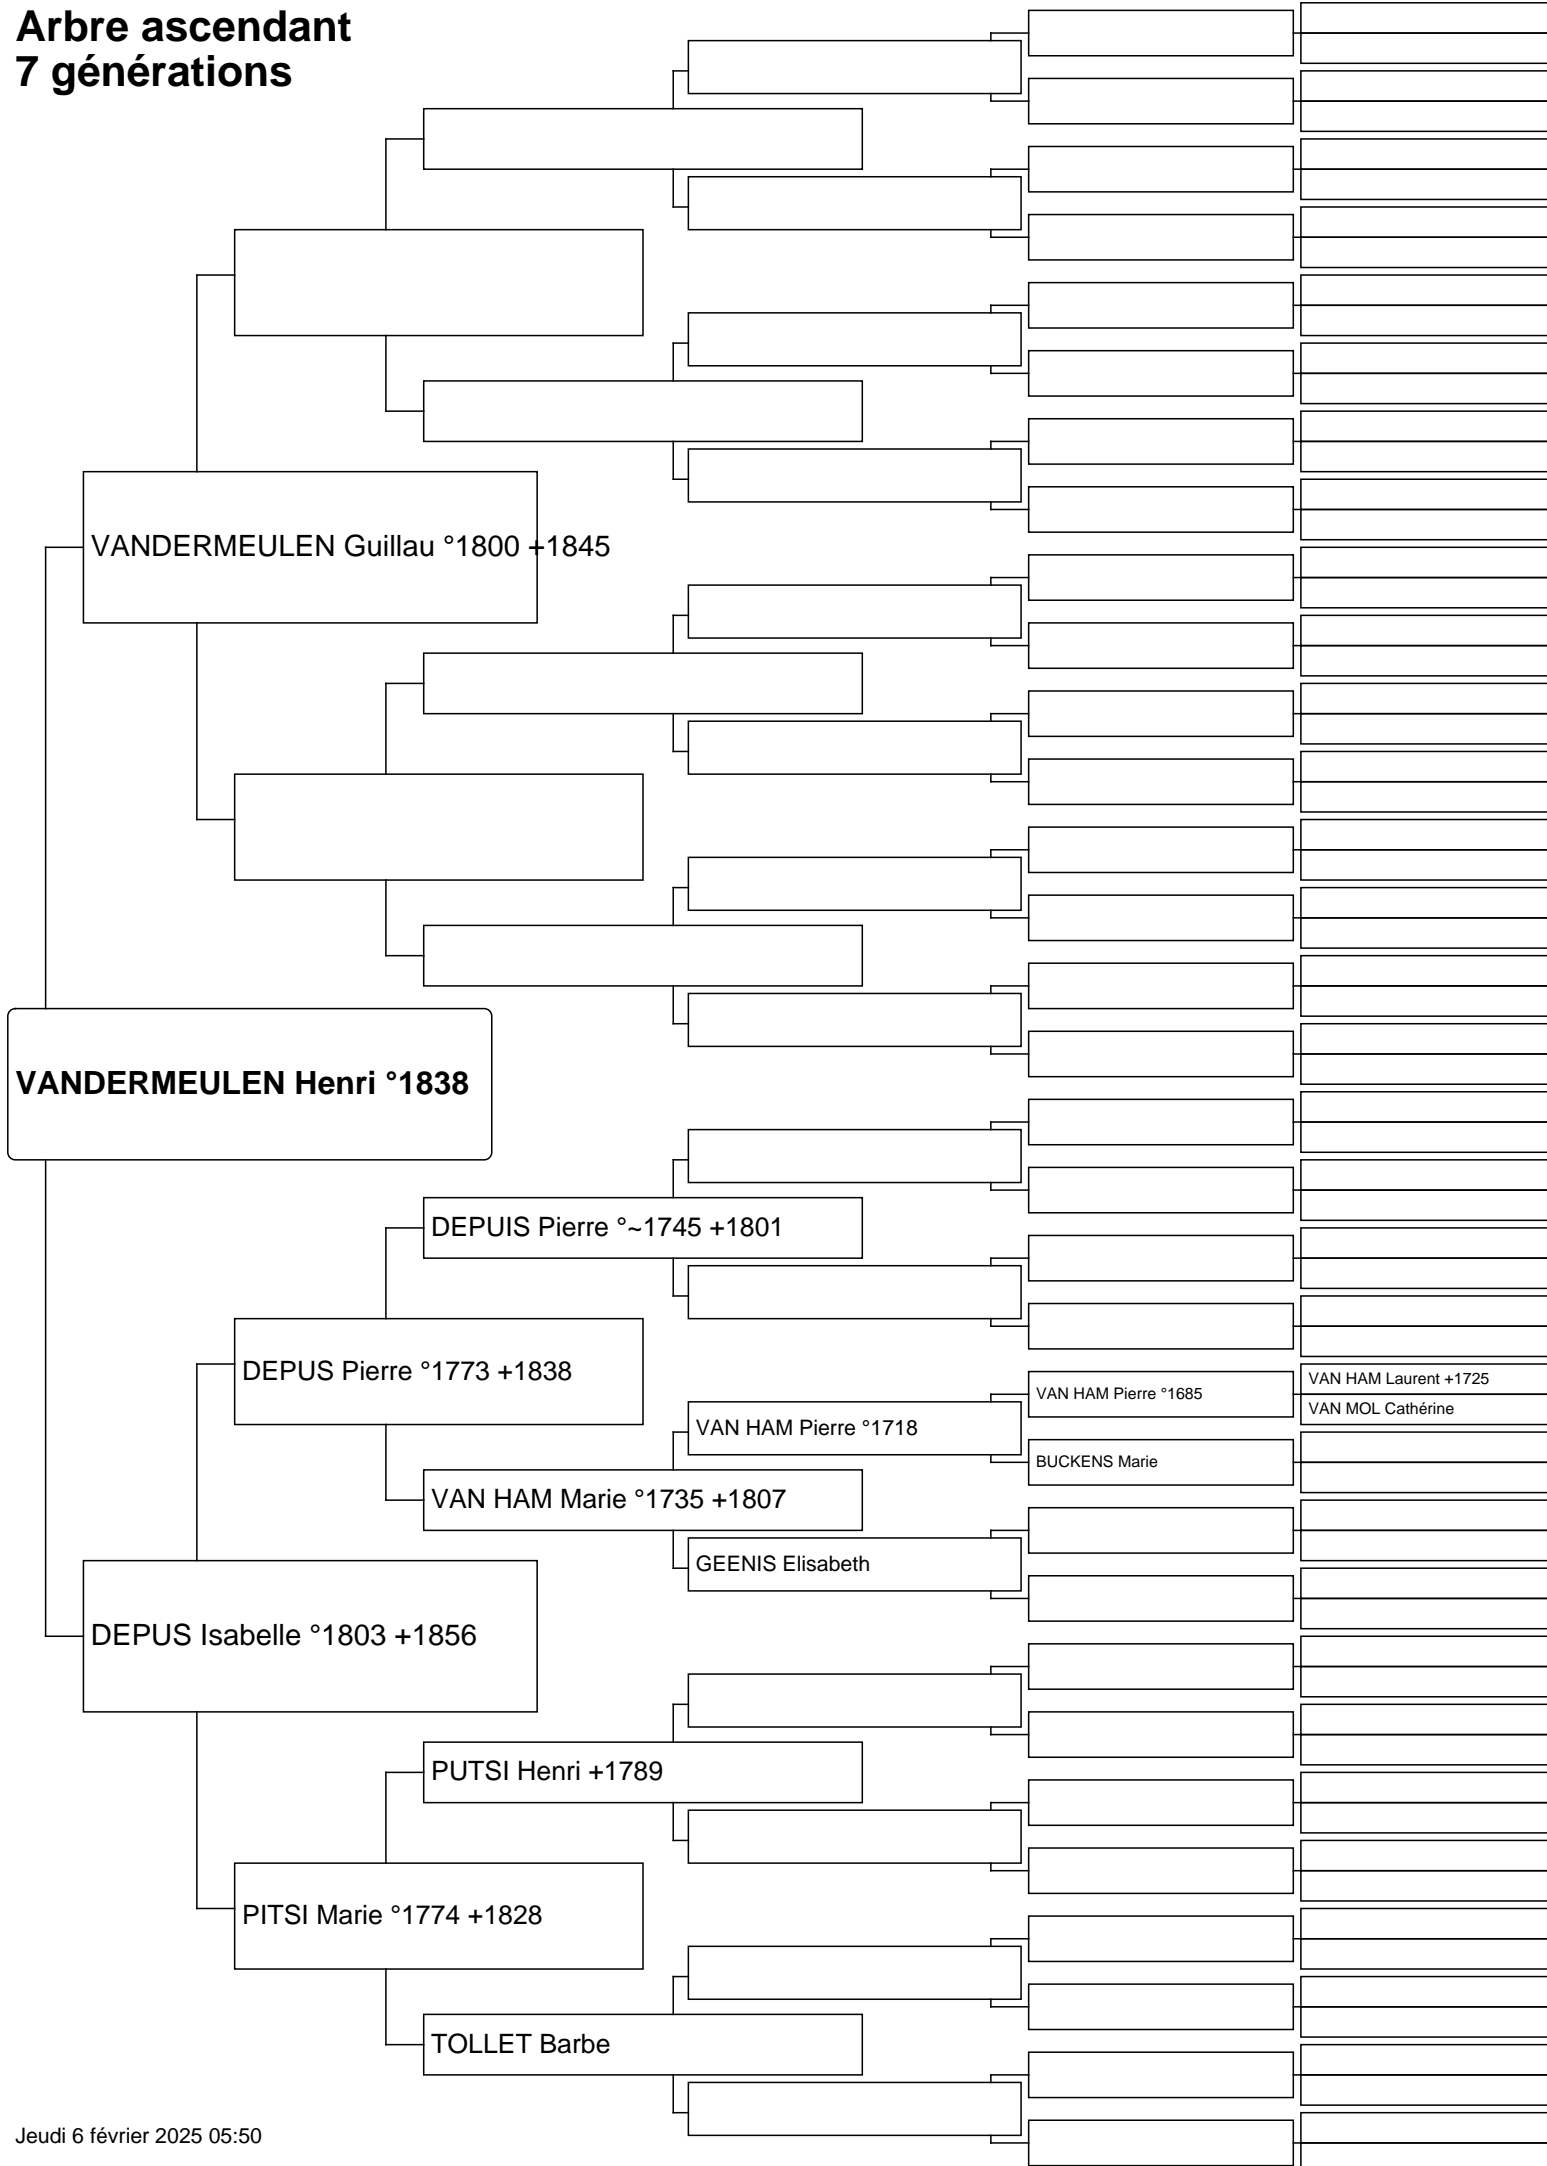 Arbre ascendant
7 générations
VANDERMEULEN Guillau °1800 +1845
VANDERMEULEN Henri °1838
DEPUIS Pierre °~1745 +1801
DEPUS Pierre °1773 +1838
VAN HAM Laurent +1725
VAN HAM Pierre °1685
VAN MOL Cathérine
VAN HAM Pierre °1718
BUCKENS Marie
VAN HAM Marie °1735 +1807
GEENIS Elisabeth
DEPUS Isabelle °1803 +1856
PUTSI Henri +1789
PITSI Marie °1774 +1828
TOLLET Barbe
Jeudi 6 février 2025 05:50